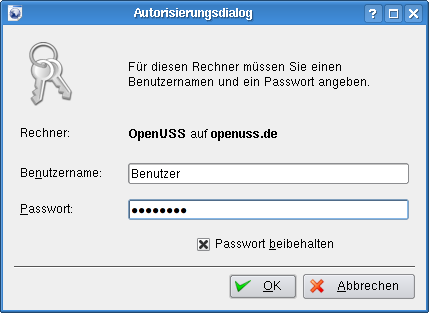 Autorisierungsdialog
Für diesen Rechner müssen Sie einen
Benutzernamen und ein Passwort angeben.
Rechner: OpenUSS auf openuss.de
Benutzername: Benutzer
Passwort: ●●●●●●●●
Passwort beibehalten
OK Abbrechen